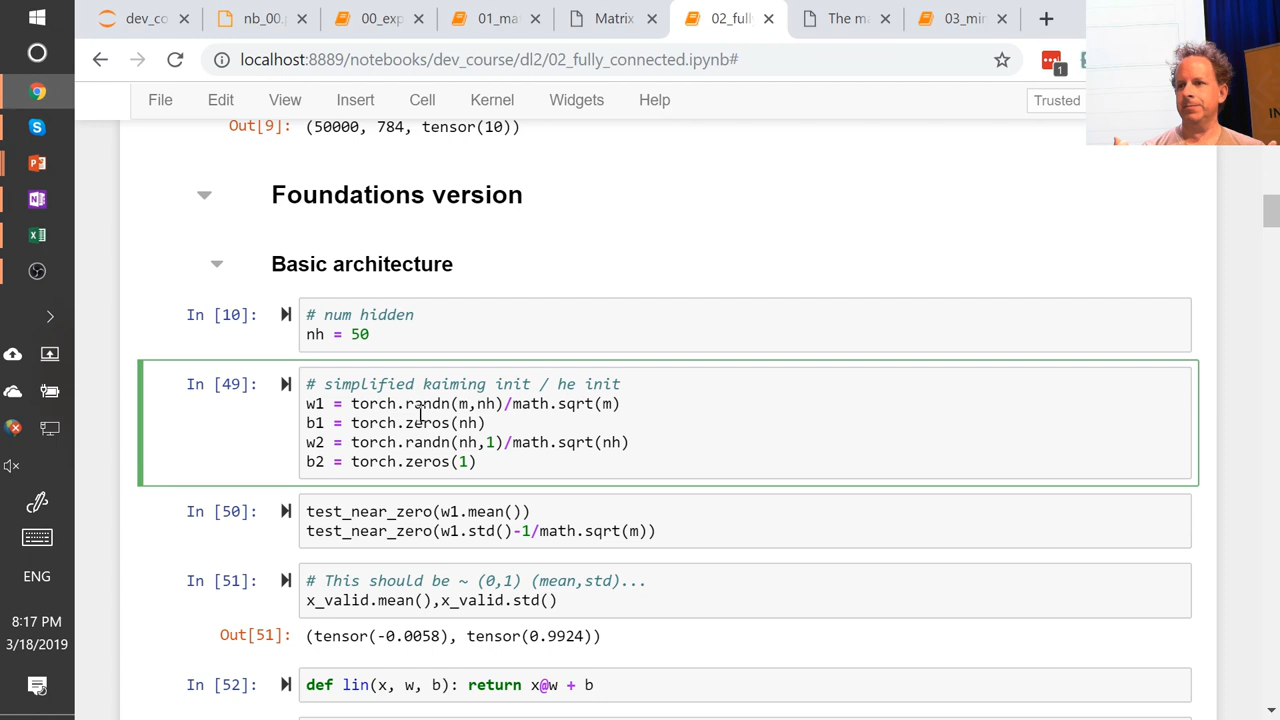 dev_co
nb_00.
00_exp
01_ma
Matrix
02_fully
The ma
03_min
localhost:8889/notebooks/dev_course/dl2/02_fully_connected.ipynb#
1
File Edit View Insert Cell Kernel Widgets Help
Trusted
IN
Out[9]: (50000, 784, tensor(10))
Foundations version
Basic architecture
In [10]:
# num hidden
nh = 50
In [49]:
# simplified kaiming init / he init
w1 = torch.randn(m,nh)/math.sqrt(m)
b1 = torch.zeros(nh)
w2 = torch.randn(nh,1)/math.sqrt(nh)
b2 = torch.zeros(1)
In [50]:
test_near_zero(w1.mean())
test_near_zero(w1.std()-1/math.sqrt(m))
In [51]:
# This should be ~ (0,1) (mean,std)...
x_valid.mean(),x_valid.std()
Out[51]: (tensor(-0.0058), tensor(0.9924))
In [52]:
def lin(x, w, b): return x@w + b
ENG
8:17 PM
3/18/2019